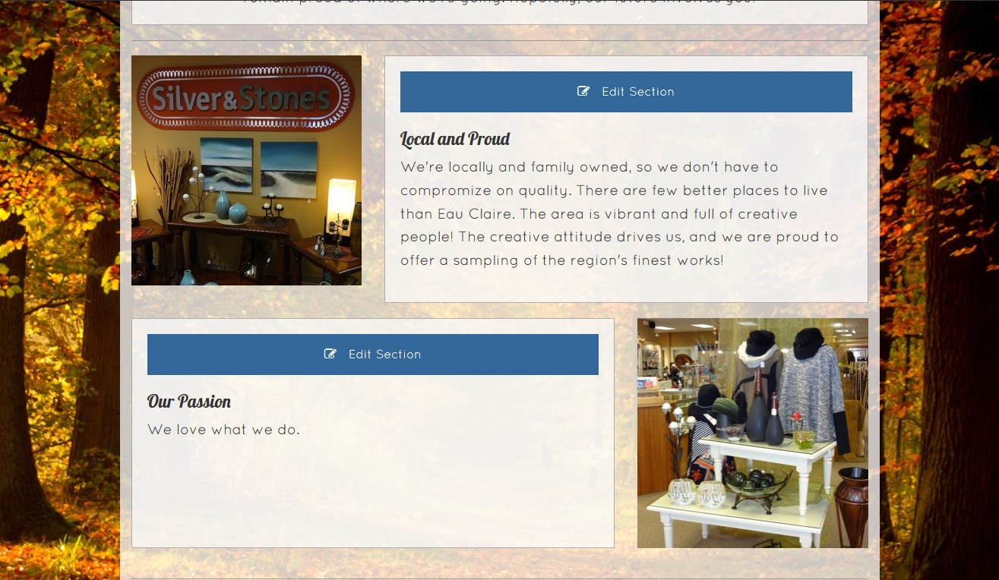 remain proud of where we're going. Hopefully, our future involves you!
Silver&Stones
Edit Section
Local and Proud
We're locally and family owned, so we don't have to
compromize on quality. There are few better places to live
than Eau Claire. The area is vibrant and full of creative
people! The creative attitude drives us, and we are proud to
offer a sampling of the region's finest works!
Edit Section
Our Passion
We love what we do.